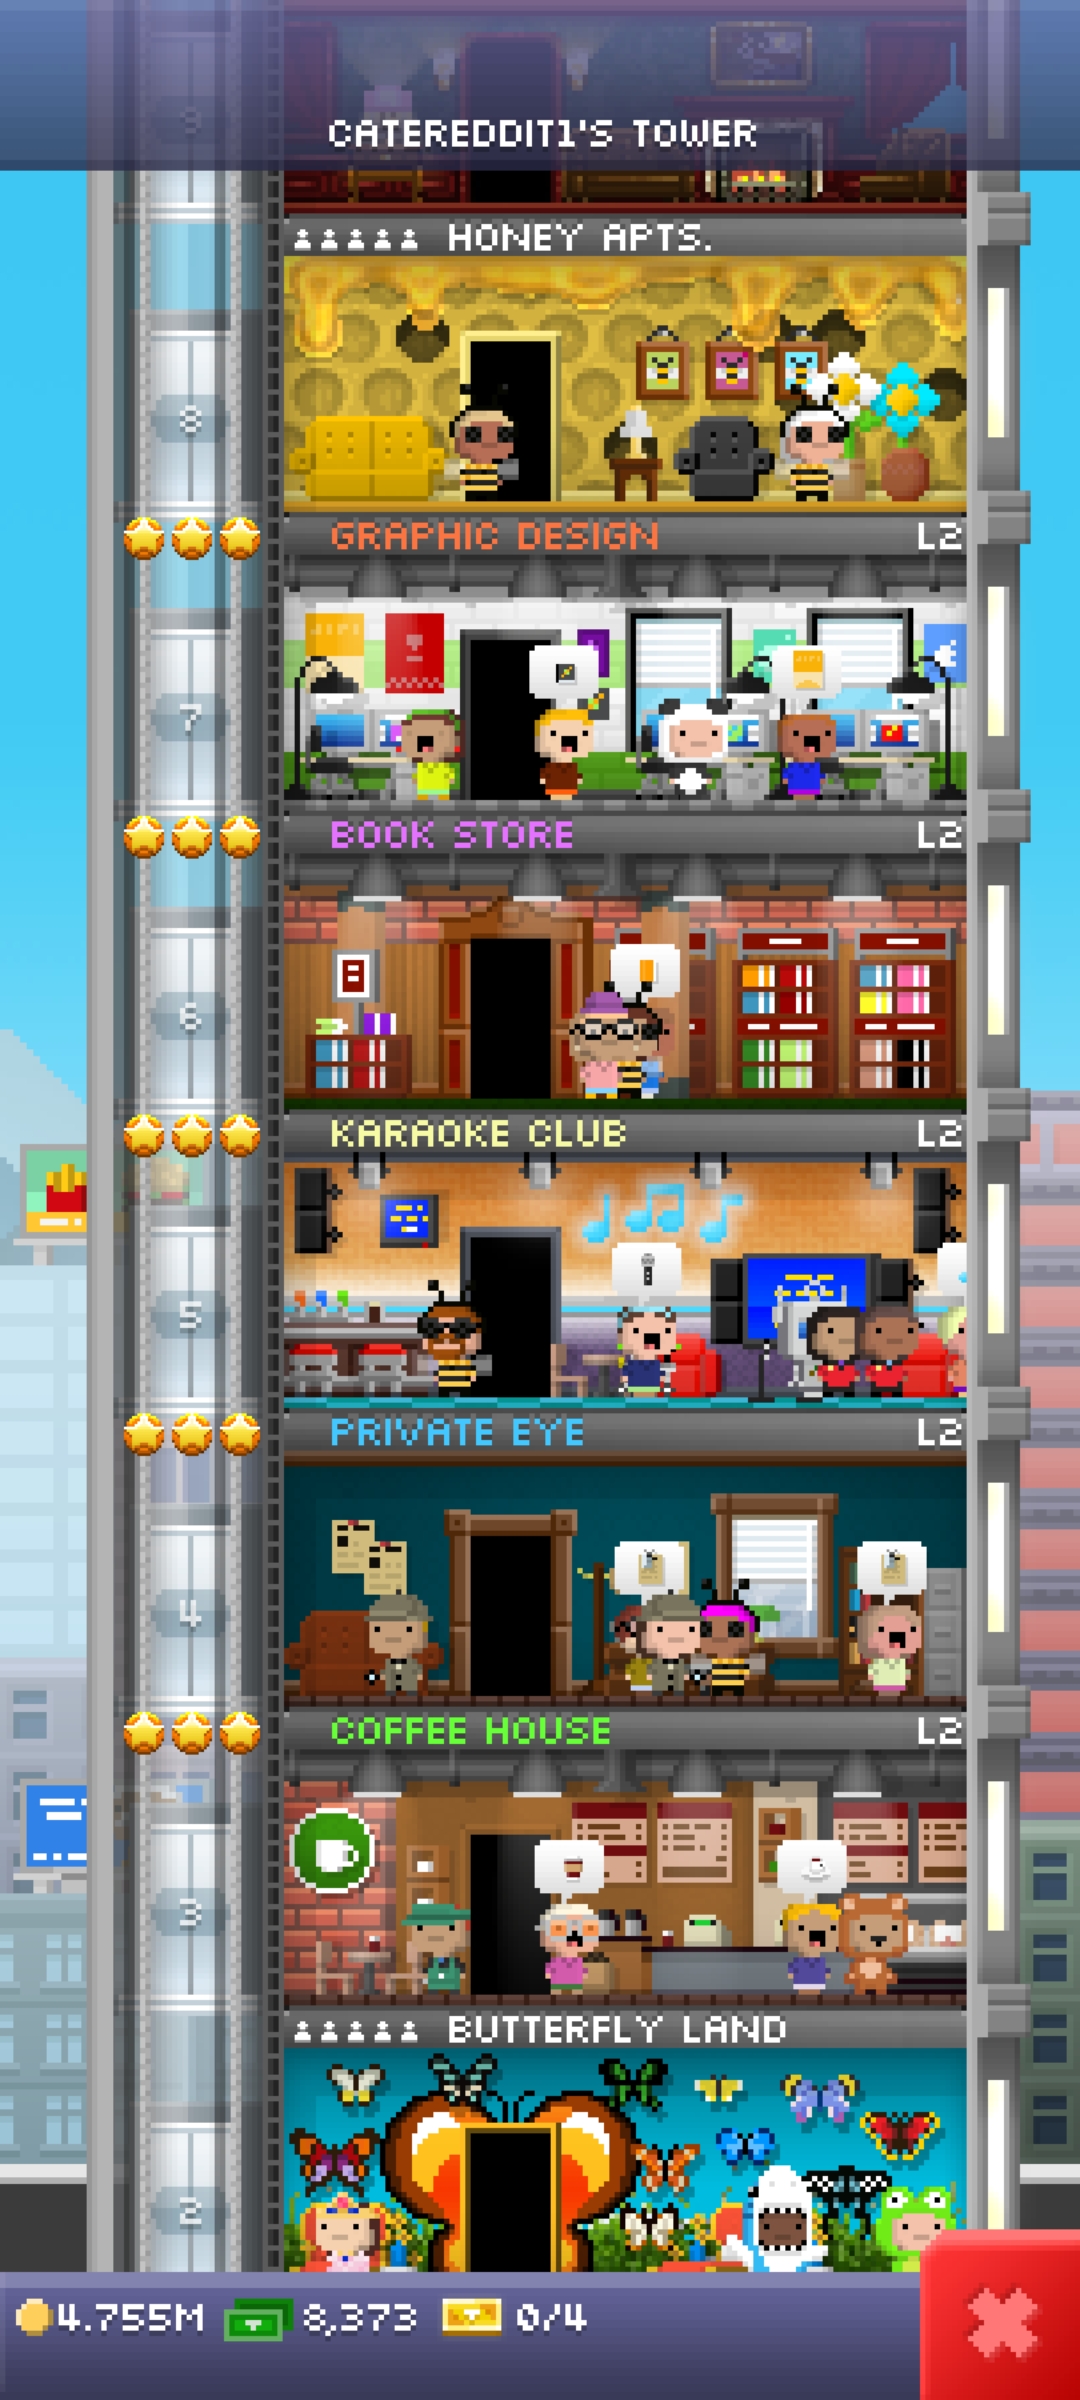 CATEREDDIT1'S TOWER
9
HONEY APTS.
8
GRAPHIC DESIGN L2
7
BOOK STORE L2
6
KARAOKE CLUB L2
5
PRIVATE EYE L2
4
COFFEE HOUSE L2
3
BUTTERFLY LAND
2
4.755M 8,373 0/4